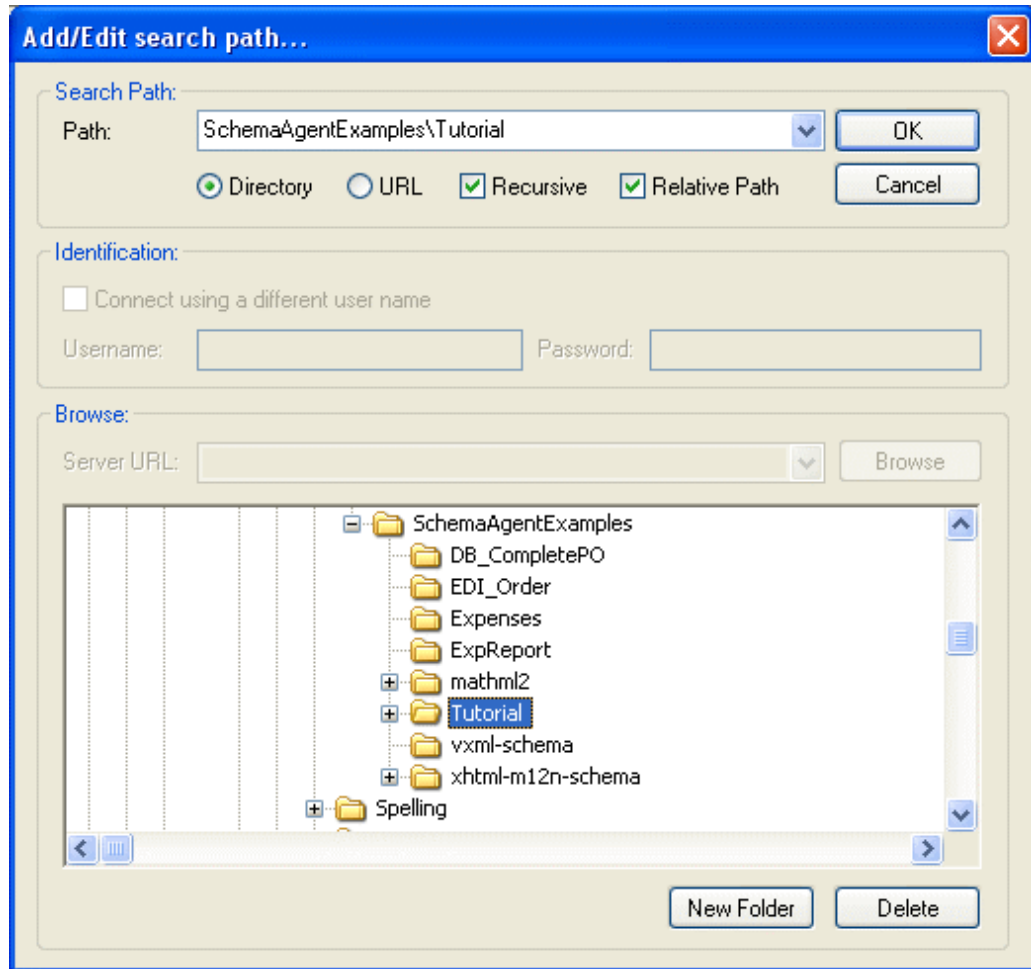 Add/Edit search path...
Search Path:
Path: SchemaAgentExamples\Tutorial OK
Directory URL Recursive Relative Path Cancel
Identification:
Connect using a different user name
Username: Password:
Browse:
Server URL: Browse
SchemaAgentExamples
DB_CompletePO
EDI_Order
Expenses
ExpReport
mathml2
Tutorial
vxml-schema
xhtml-m12n-schema
Spelling
New Folder Delete